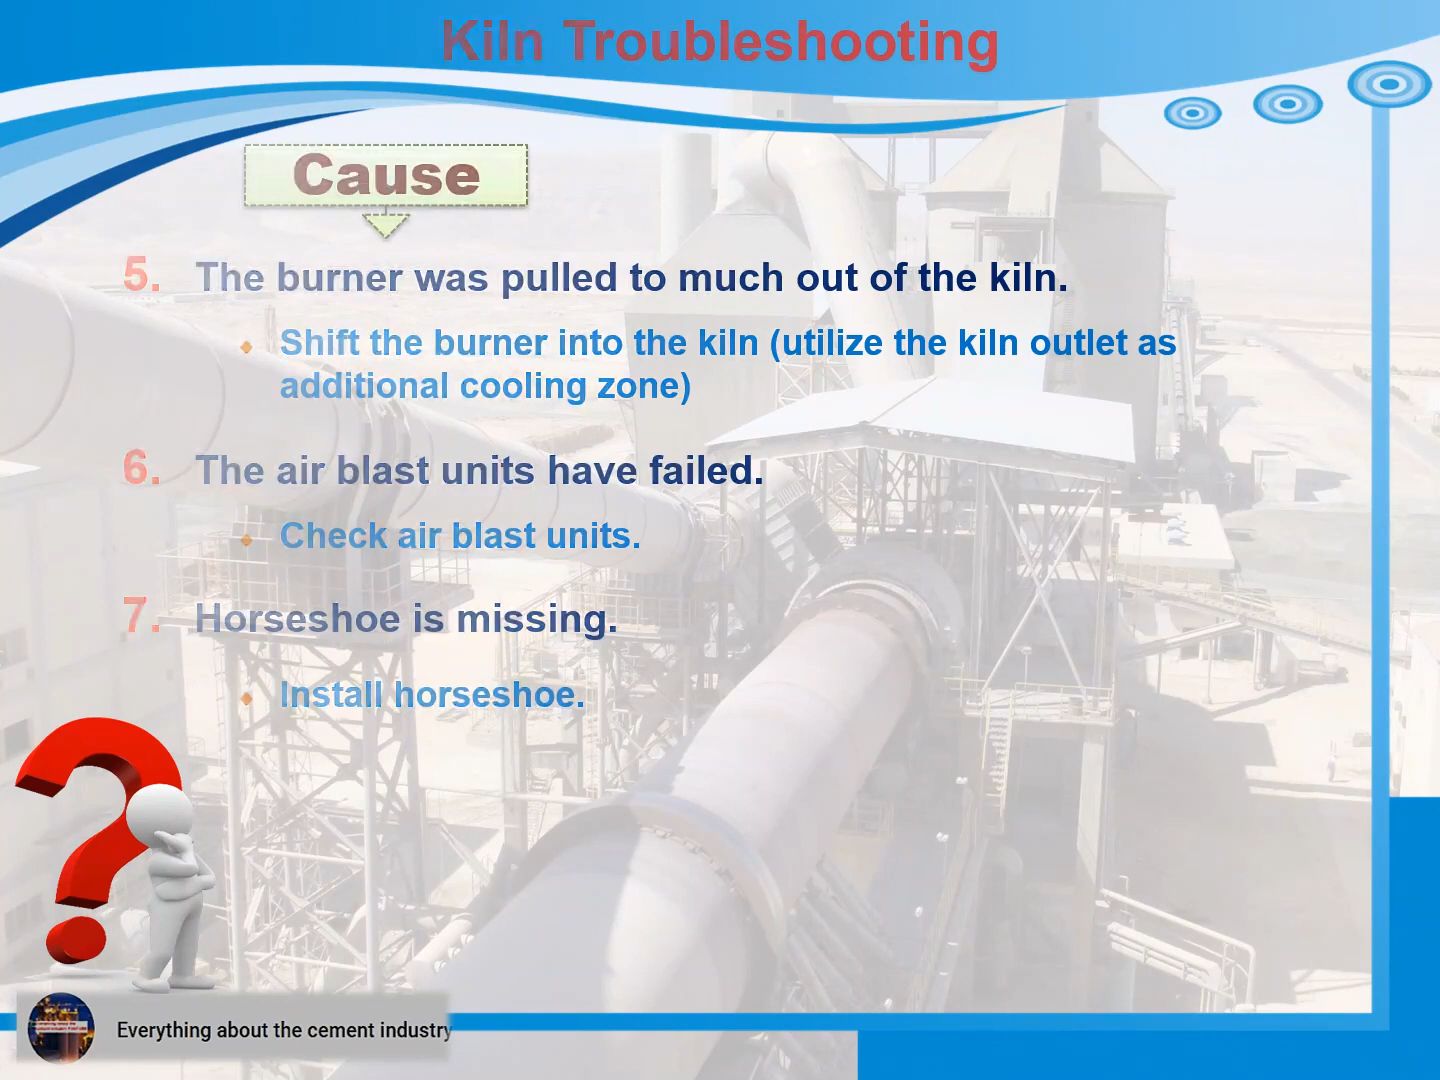 Kiln Troubleshooting
Cause
5. The burner was pulled to much out of the kiln.
Shift the burner into the kiln (utilize the kiln outlet as
additional cooling zone)
6. The air blast units have failed.
Check air blast units.
7. Horseshoe is missing.
Install horseshoe.
Everything about the cement industry